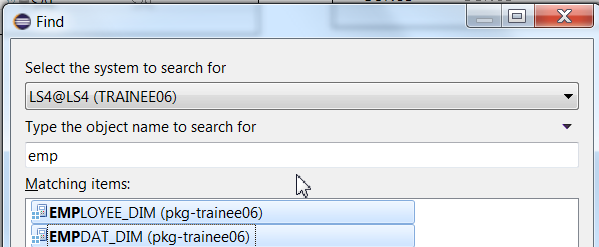 Find
Select the system to search for
LS4@LS4 (TRAINEE06)
Type the object name to search for
emp
Matching items:
EMPLOYEE_DIM (pkg-trainee06)
EMPDAT_DIM (pkg-trainee06)